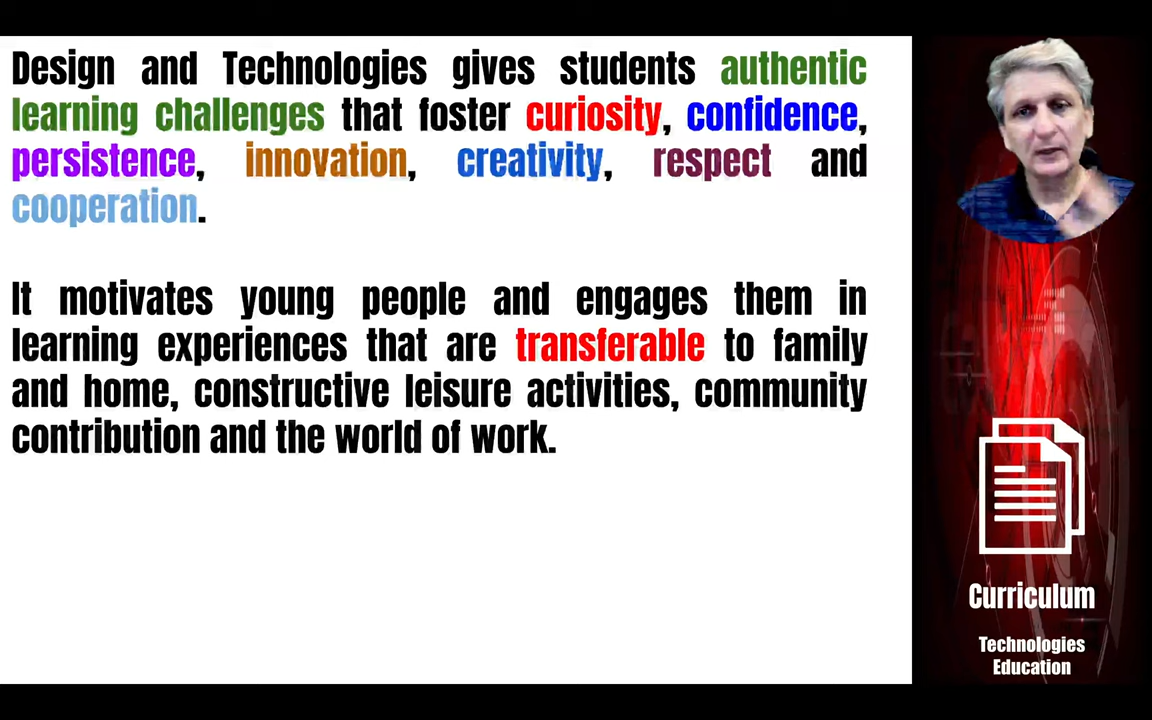 Design and Technologies gives students authentic
learning challenges that foster curiosity, confidence,
persistence, innovation, creativity, respect and
cooperation.
It motivates young people and engages them in
learning experiences that are transferable to family
and home, constructive leisure activities, community
contribution and the world of work.
Curriculum
Technologies
Education